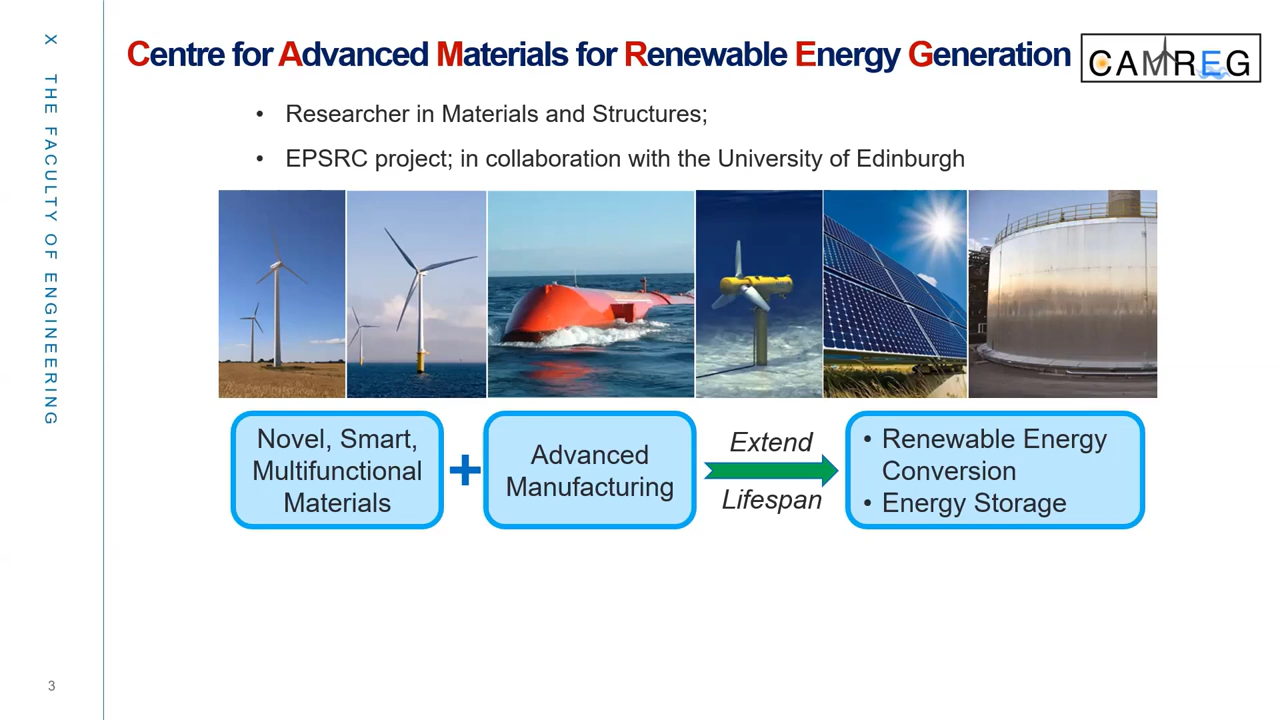 X THE FACULTY OF ENGINEERING
Centre for Advanced Materials for Renewable Energy Generation
CAMREG
• Researcher in Materials and Structures;
• EPSRC project; in collaboration with the University of Edinburgh
Novel, Smart,
Multifunctional
Materials
+
Advanced
Manufacturing
Extend
Lifespan
• Renewable Energy
Conversion
• Energy Storage
3